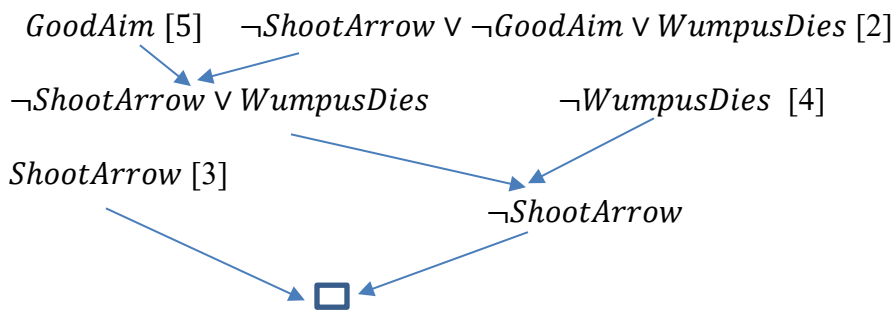 GoodAim [5] ¬ShootArrow ∨ ¬GoodAim ∨ WumpusDies [2]
¬ShootArrow ∨ WumpusDies ¬WumpusDies [4]
ShootArrow [3]
¬ShootArrow